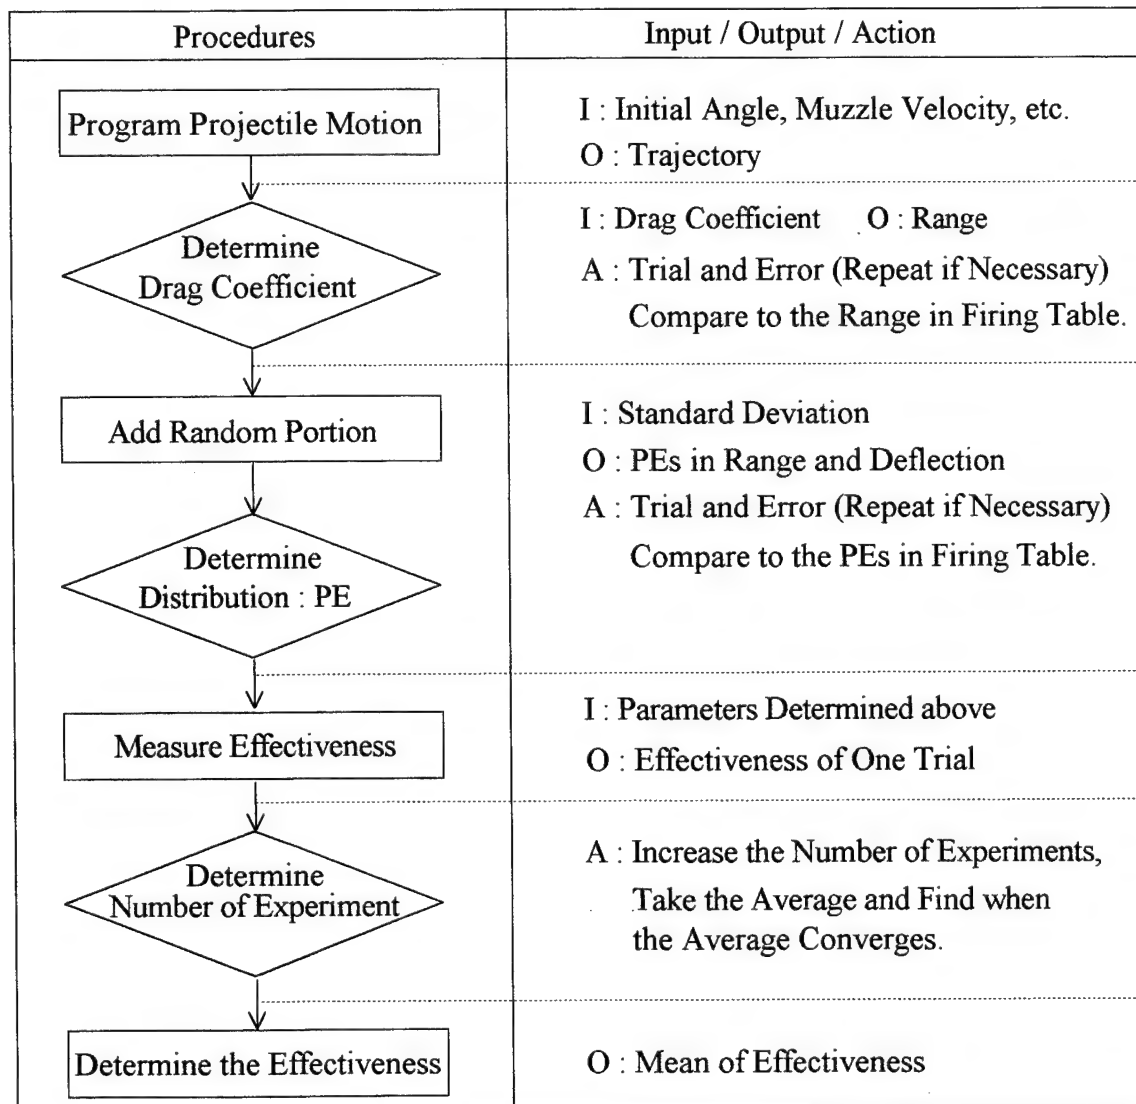 Procedures
Input / Output / Action
Program Projectile Motion
I : Initial Angle, Muzzle Velocity, etc.
O : Trajectory
Determine
Drag Coefficient
I : Drag Coefficient O : Range
A : Trial and Error (Repeat if Necessary)
Compare to the Range in Firing Table.
Add Random Portion
I : Standard Deviation
O : PEs in Range and Deflection
A : Trial and Error (Repeat if Necessary)
Compare to the PEs in Firing Table.
Determine
Distribution : PE
Measure Effectiveness
I : Parameters Determined above
O : Effectiveness of One Trial
Determine
Number of Experiment
A : Increase the Number of Experiments,
Take the Average and Find when
the Average Converges.
Determine the Effectiveness
O : Mean of Effectiveness